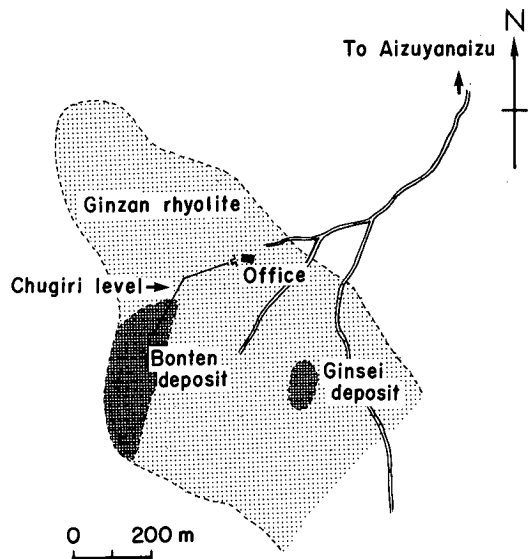 N
To Aizuyanaizu
Ginzan rhyolite
Office
Chugiri level
Bonten
deposit
Ginsei
deposit
0 200 m